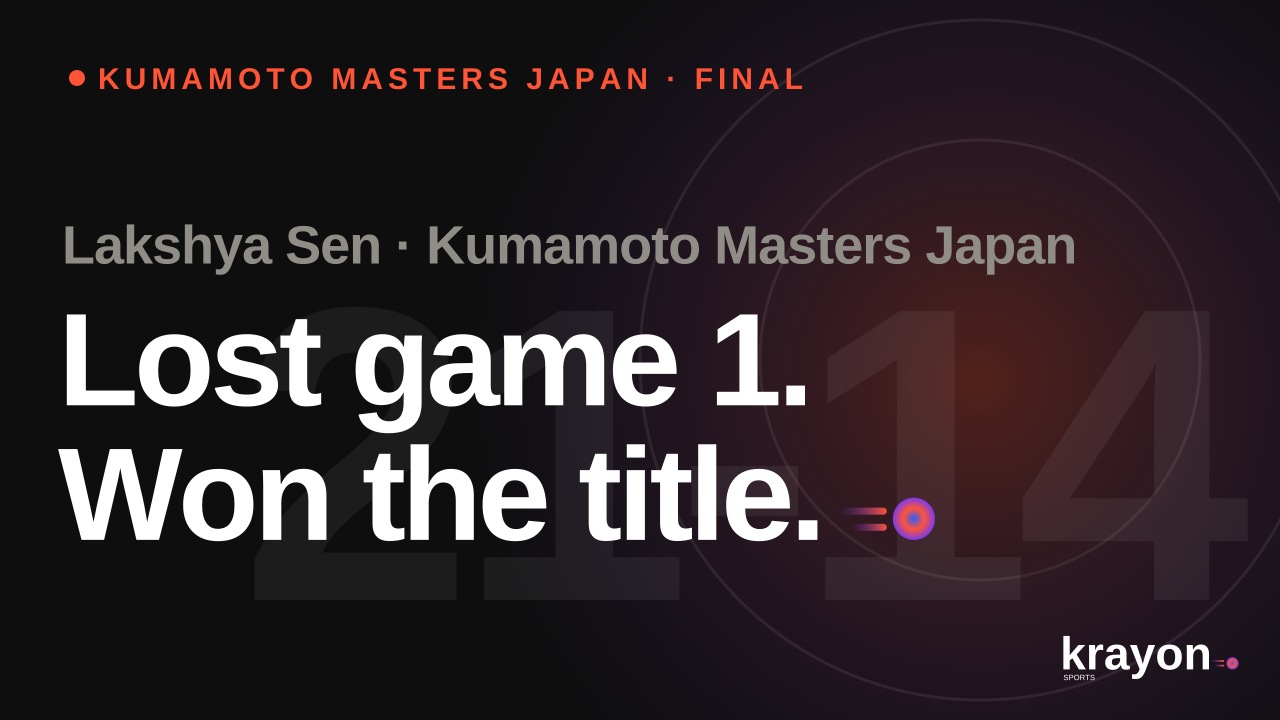 KUMAMOTO MASTERS JAPAN · FINAL
Lakshya Sen · Kumamoto Masters Japan
Lost game 1.
Won the title.
21-14
krayon
SPORTS